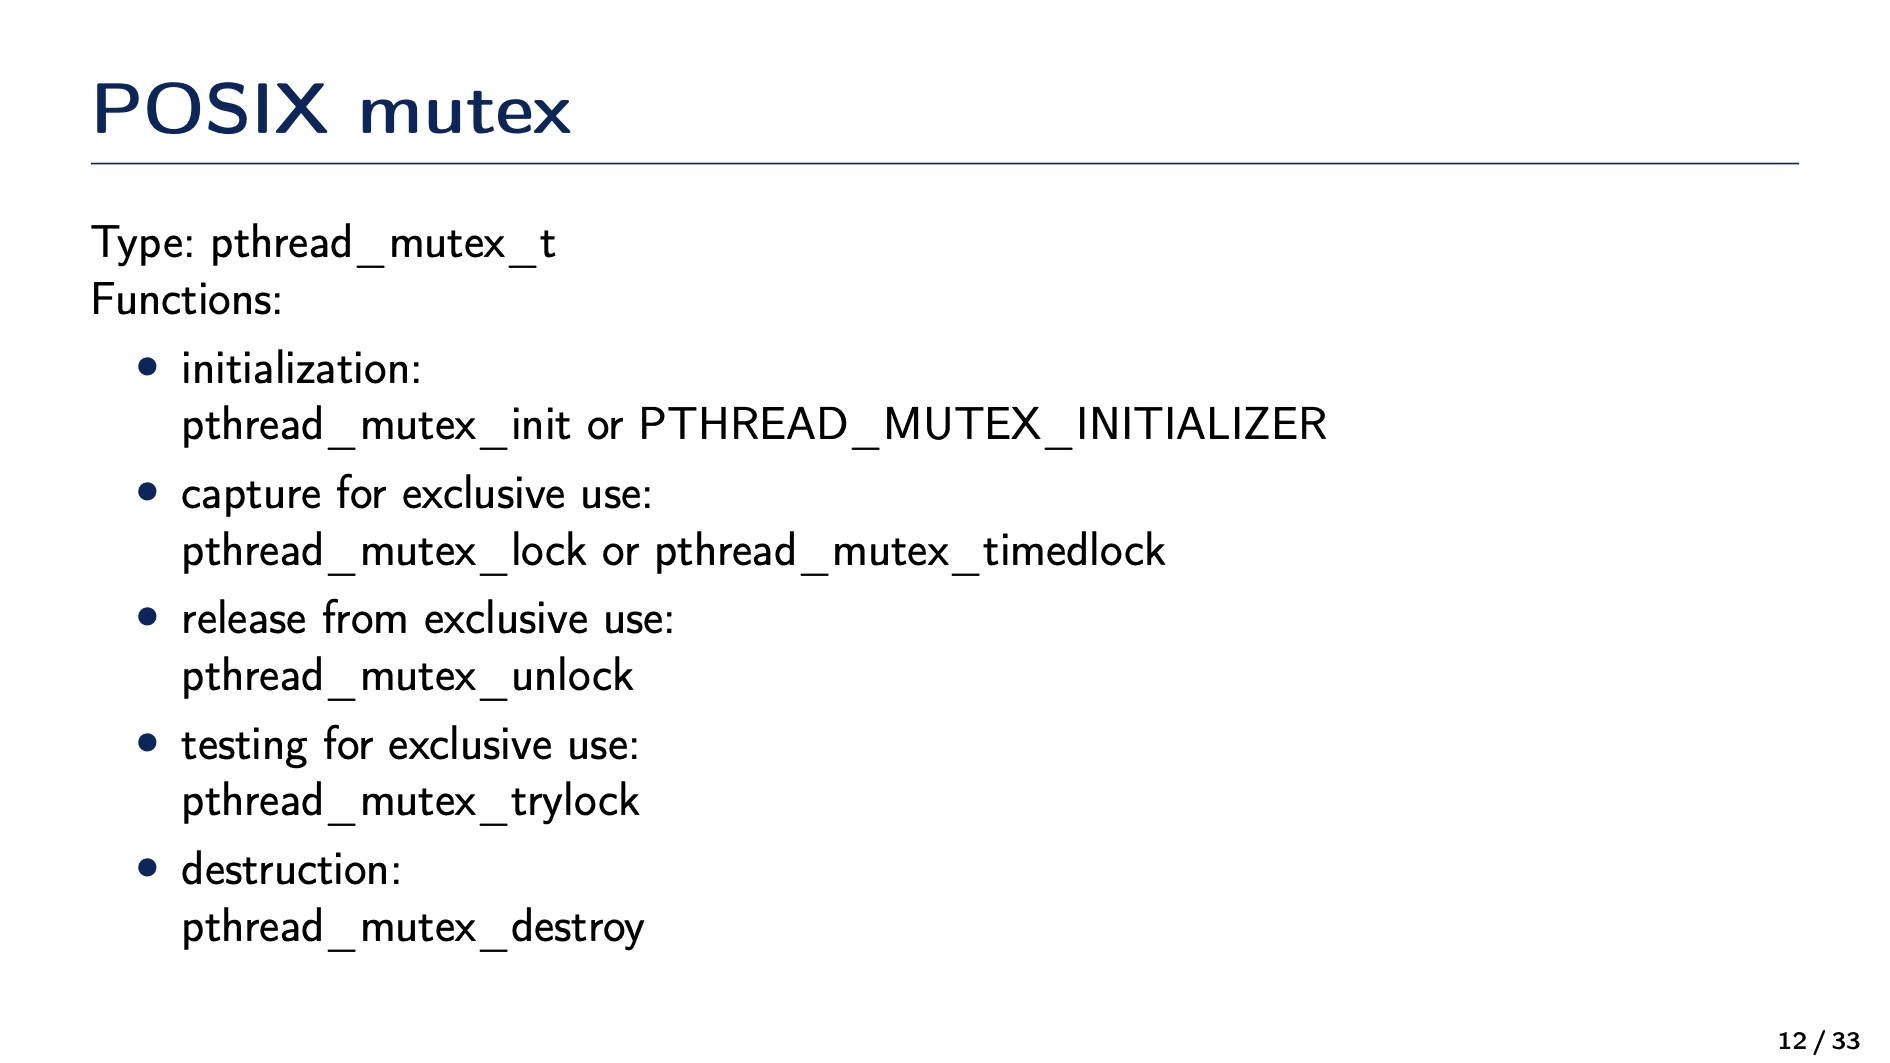 POSIX mutex
Type: pthread_mutex_t
Functions:
• initialization:
pthread_mutex_init or PTHREAD_MUTEX_INITIALIZER
• capture for exclusive use:
pthread_mutex_lock or pthread_mutex_timedlock
• release from exclusive use:
pthread_mutex_unlock
• testing for exclusive use:
pthread_mutex_trylock
• destruction:
pthread_mutex_destroy
12 / 33